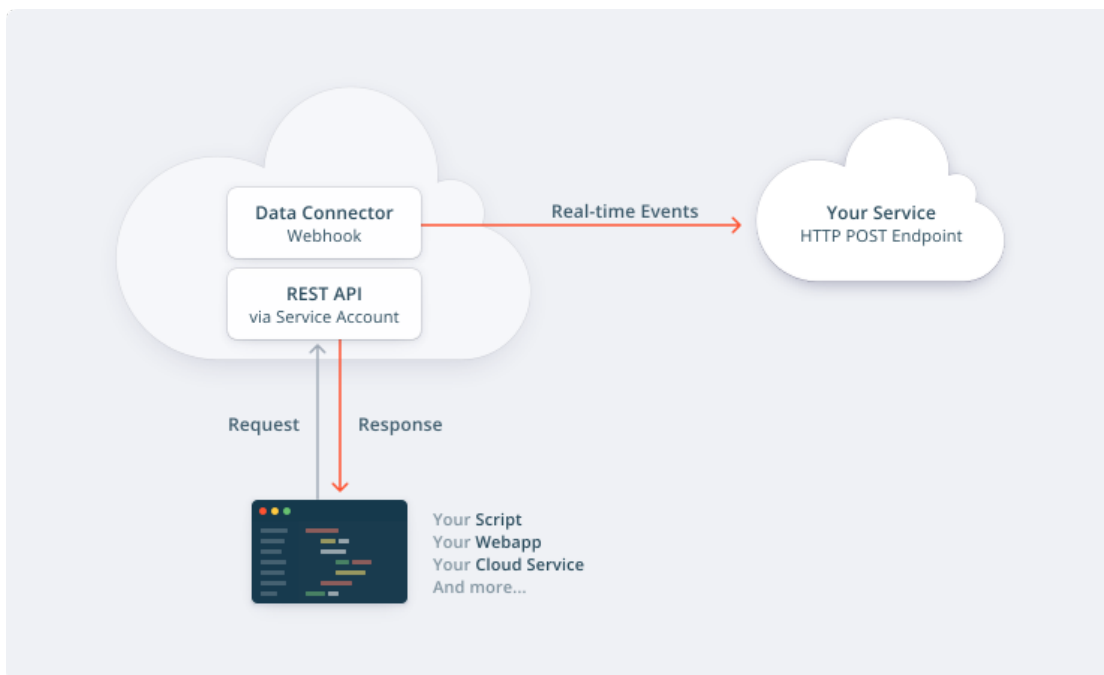 Data Connector
Webhook
Real-time Events
Your Service
HTTP POST Endpoint
REST API
via Service Account
Request
Response
Your Script
Your Webapp
Your Cloud Service
And more...